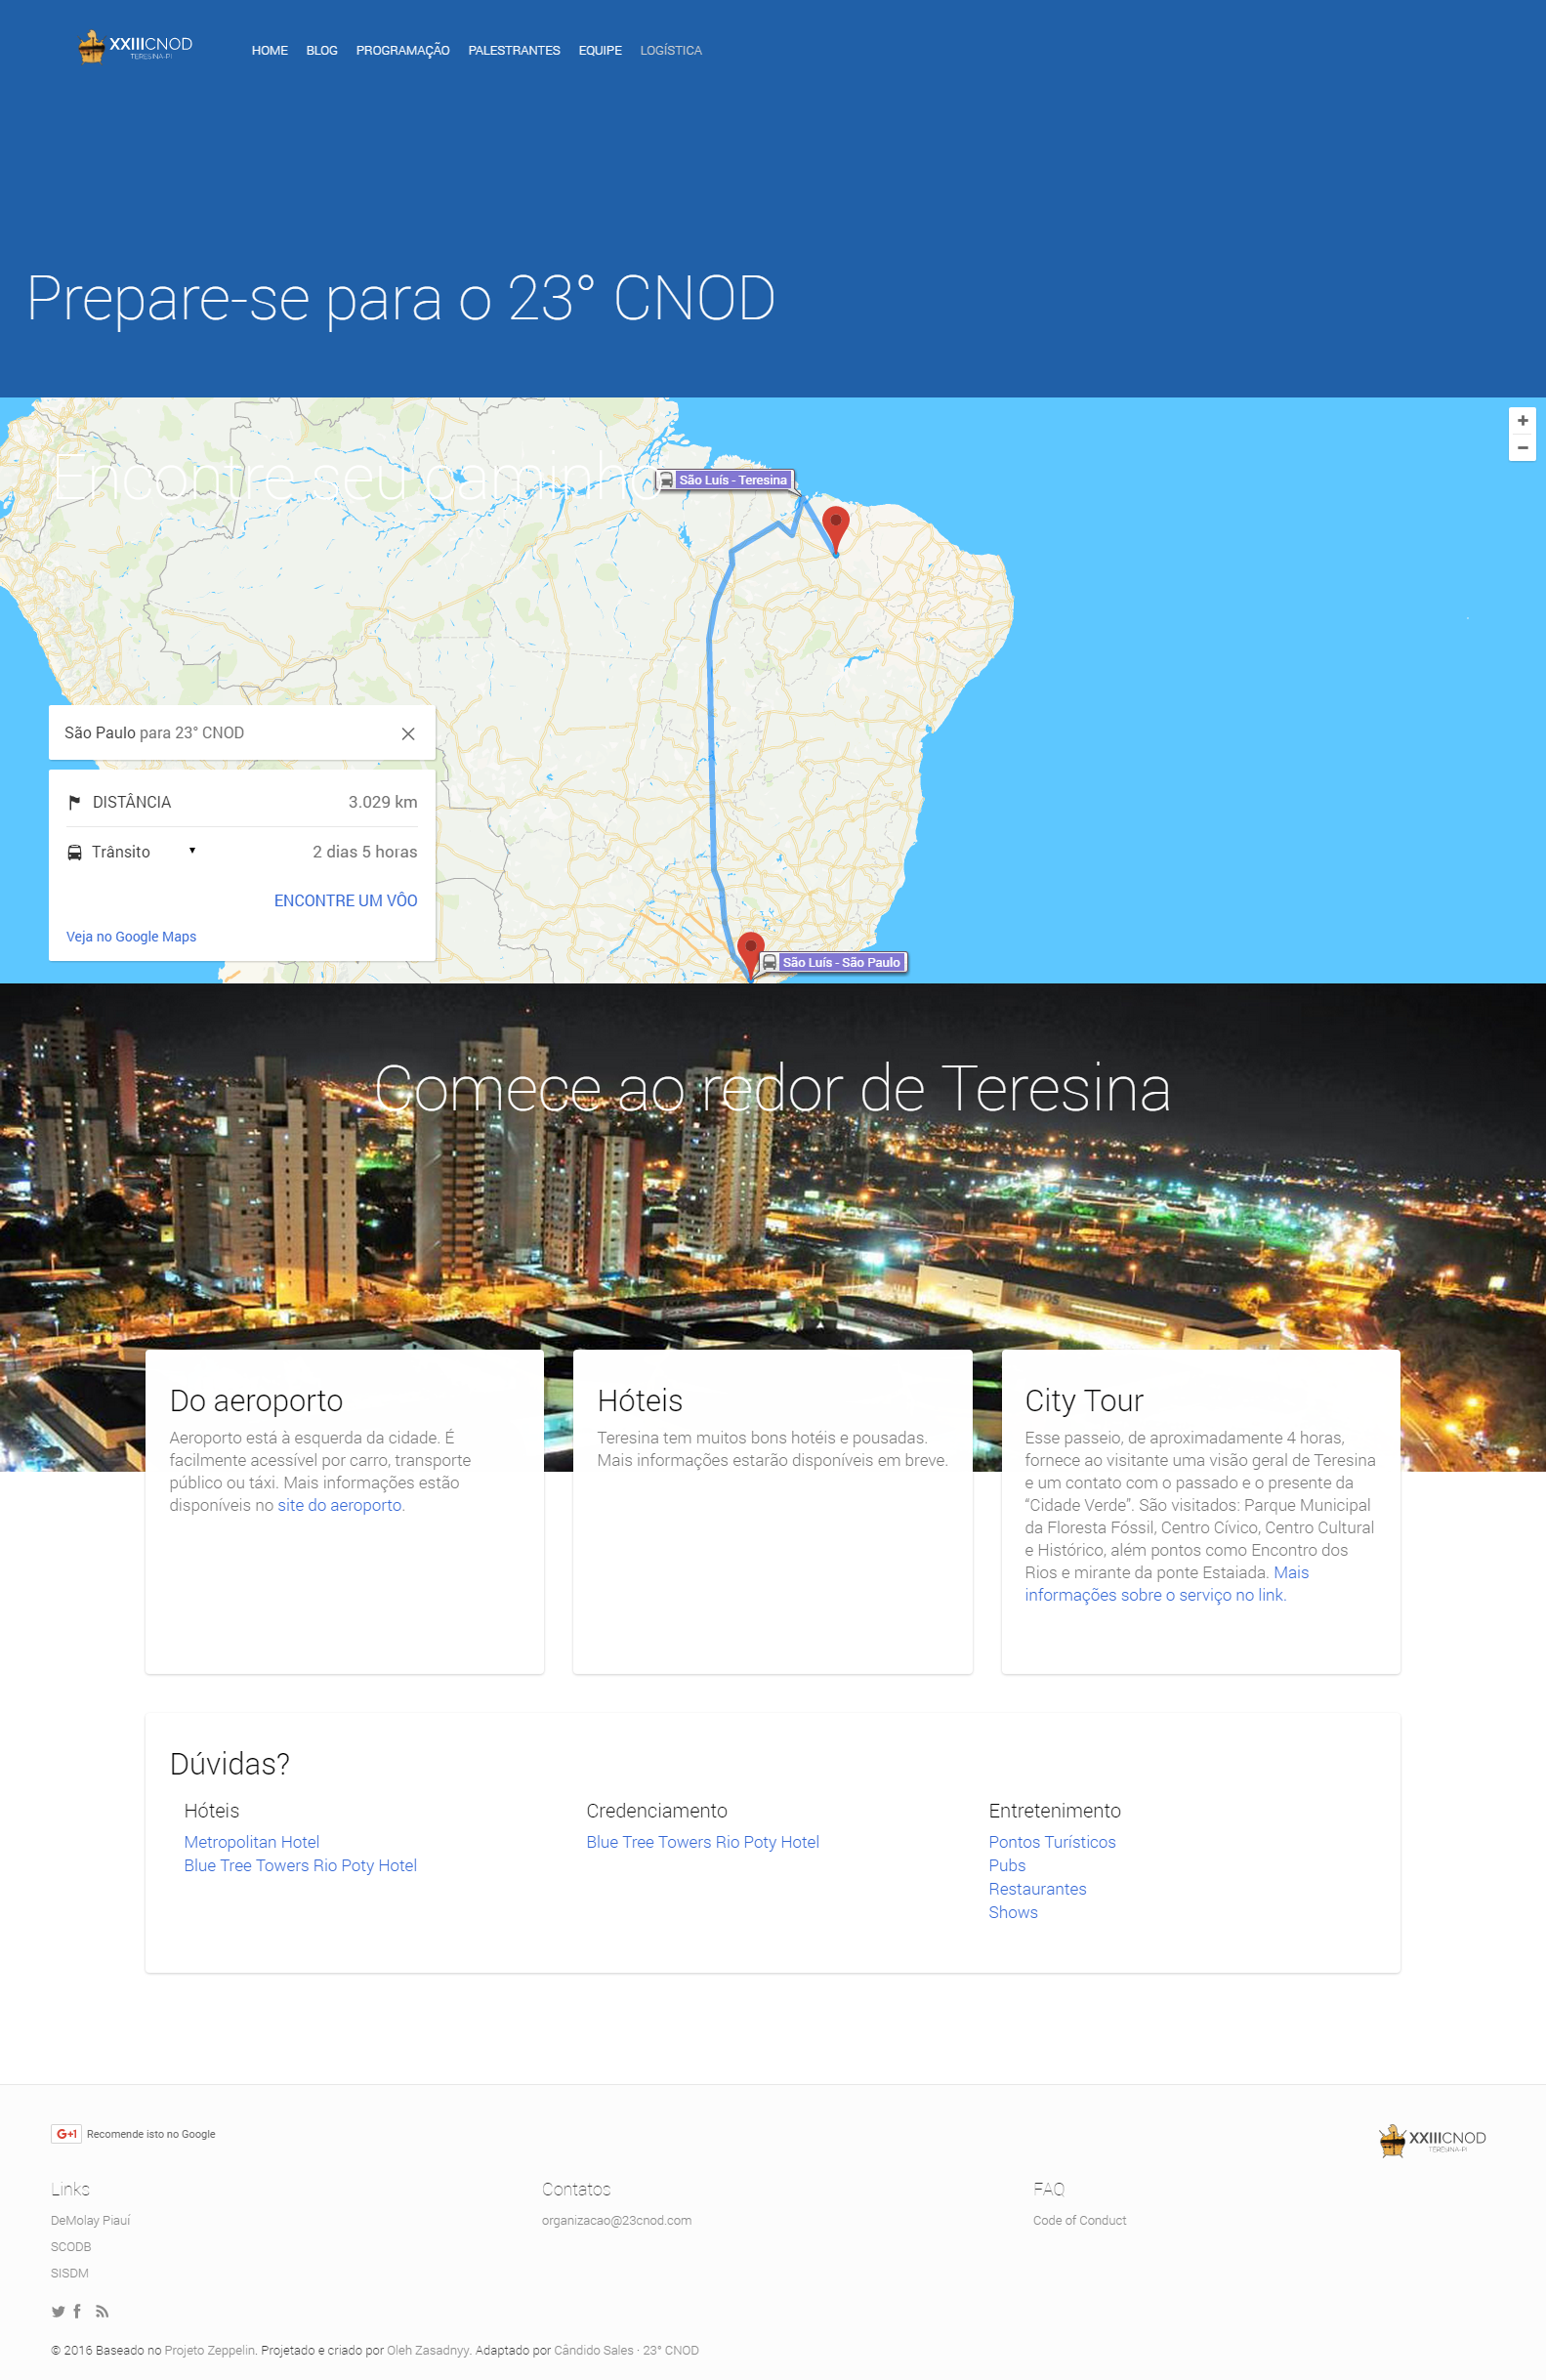 XXIIICNOD
TERESINA-PI
HOME BLOG PROGRAMAÇÃO PALESTRANTES EQUIPE LOGÍSTICA
Prepare-se para o 23° CNOD
Encontre seu caminho
São Luís - Teresina
São Paulo para 23° CNOD
DISTÂNCIA 3.029 km
Trânsito 2 dias 5 horas
ENCONTRE UM VÔO
Veja no Google Maps
São Luís - São Paulo
Comece ao redor de Teresina
PINTOS
Do aeroporto
Aeroporto está à esquerda da cidade. É
facilmente acessível por carro, transporte
público ou táxi. Mais informações estão
disponíveis no site do aeroporto.
Hóteis
Teresina tem muitos bons hotéis e pousadas.
Mais informações estarão disponíveis em breve.
City Tour
Esse passeio, de aproximadamente 4 horas,
fornece ao visitante uma visão geral de Teresina
e um contato com o passado e o presente da
“Cidade Verde”. São visitados: Parque Municipal
da Floresta Fóssil, Centro Cívico, Centro Cultural
e Histórico, além pontos como Encontro dos
Rios e mirante da ponte Estaiada. Mais
informações sobre o serviço no link.
Dúvidas?
Hóteis
Metropolitan Hotel
Blue Tree Towers Rio Poty Hotel
Credenciamento
Blue Tree Towers Rio Poty Hotel
Entretenimento
Pontos Turísticos
Pubs
Restaurantes
Shows
G+1 Recomende isto no Google
XXIIICNOD
TERESINA-PI
Links
DeMolay Piauí
SCODB
SISDM
Contatos
organizacao@23cnod.com
FAQ
Code of Conduct
© 2016 Baseado no Projeto Zeppelin. Projetado e criado por Oleh Zasadnyy. Adaptado por Cândido Sales · 23° CNOD